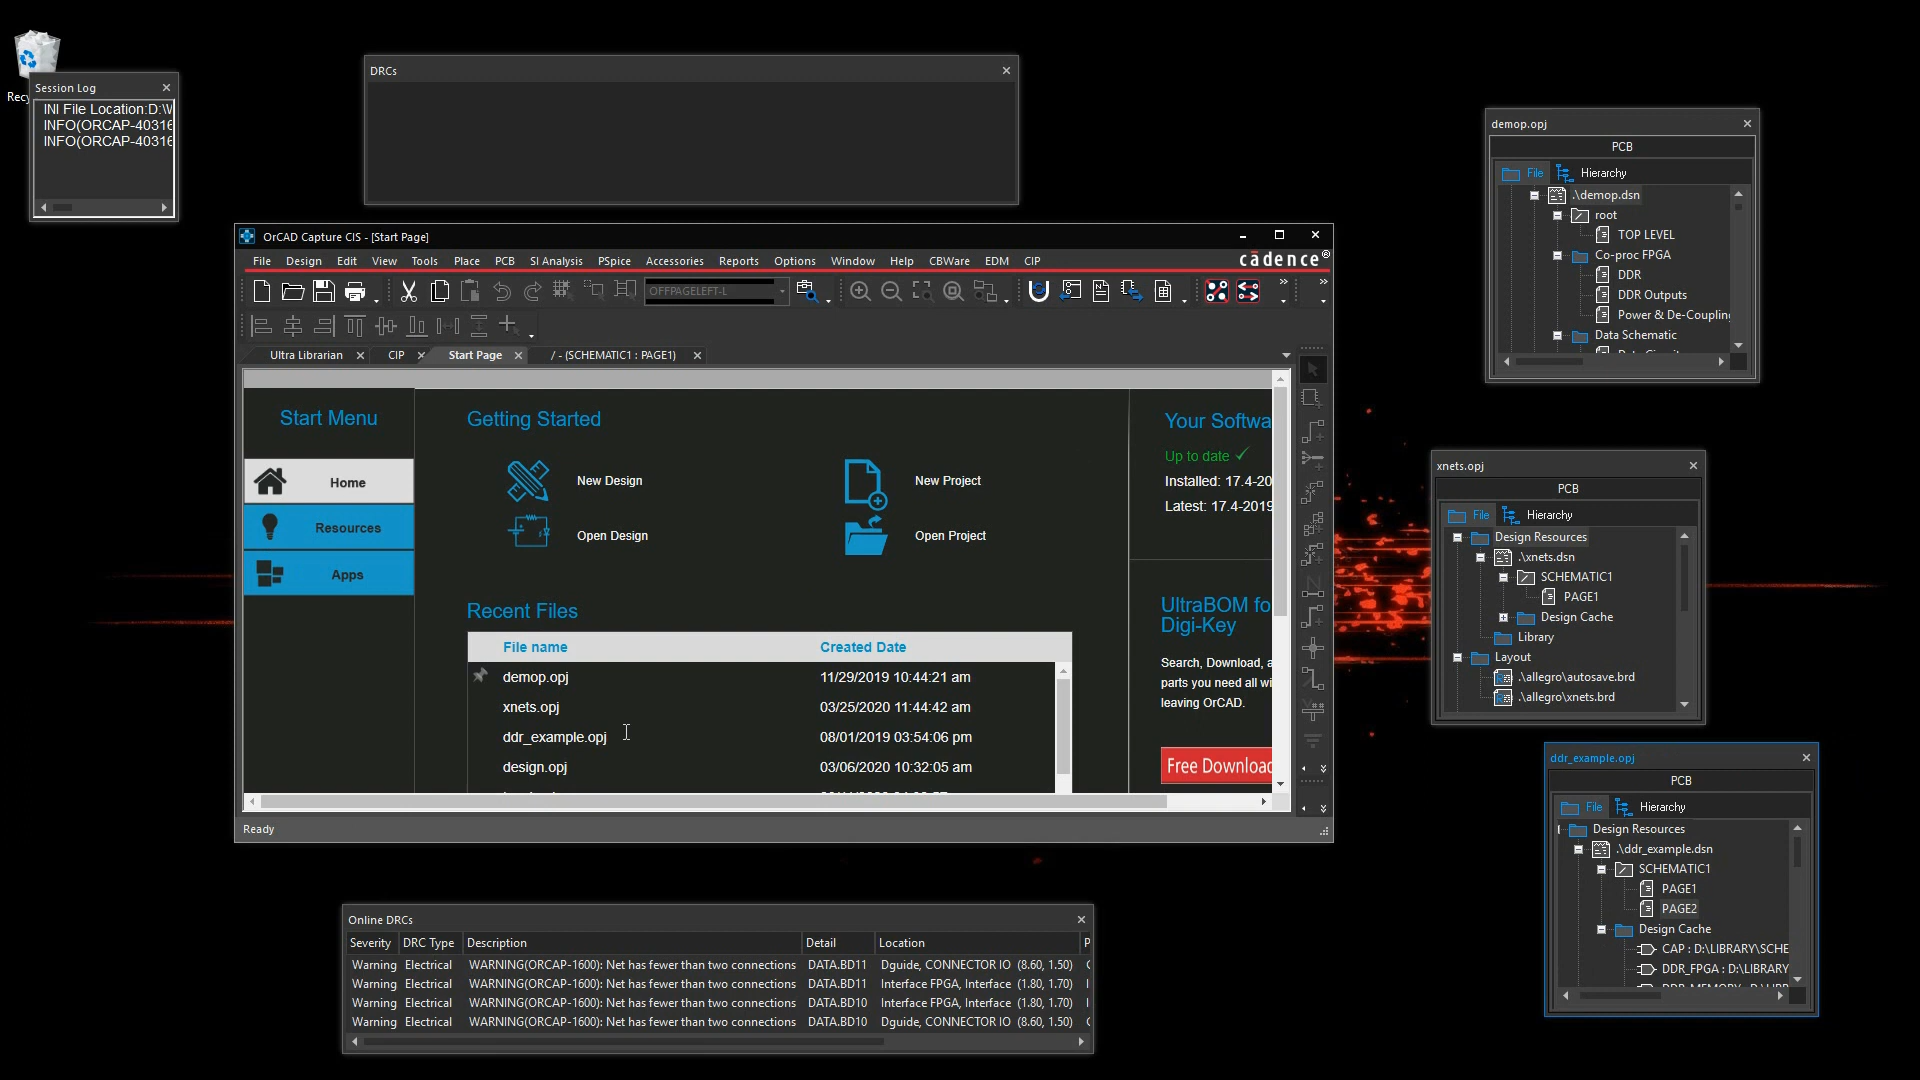 Session Log
INI File Location:D:\
INFO(ORCAP-40316
INFO(ORCAP-40316
DRCs
OrCAD Capture CIS - [Start Page]
File Design Edit View Tools Place PCB SI Analysis PSpice Accessories Reports Options Window Help CBWare EDM CIP
cādence®
OFFPAGELEFT-L
Ultra Librarian CIP Start Page / - (SCHEMATIC1 : PAGE1)
Start Menu
Home
Resources
Apps
Getting Started
New Design New Project
Open Design Open Project
Recent Files
File name Created Date
demop.opj 11/29/2019 10:44:21 am
xnets.opj 03/25/2020 11:44:42 am
ddr_example.opj 08/01/2019 03:54:06 pm
design.opj 03/06/2020 10:32:05 am
Your Softwa
Up to date ✓
Installed: 17.4-20
Latest: 17.4-2019
UltraBOM fo
Digi-Key
Search, Download, a
parts you need all wi
leaving OrCAD.
Free Download
Ready
Online DRCs
Severity DRC Type Description Detail Location P
Warning Electrical WARNING(ORCAP-1600): Net has fewer than two connections DATA.BD11 Dguide, CONNECTOR IO (8.60, 1.50)
Warning Electrical WARNING(ORCAP-1600): Net has fewer than two connections DATA.BD11 Interface FPGA, Interface (1.80, 1.70)
Warning Electrical WARNING(ORCAP-1600): Net has fewer than two connections DATA.BD10 Interface FPGA, Interface (1.80, 1.70)
Warning Electrical WARNING(ORCAP-1600): Net has fewer than two connections DATA.BD10 Dguide, CONNECTOR IO (8.60, 1.50)
demop.opj
PCB
File Hierarchy
.\demop.dsn
root
TOP LEVEL
Co-proc FPGA
DDR
DDR Outputs
Power & De-Coupling
Data Schematic
xnets.opj
PCB
File Hierarchy
Design Resources
.\xnets.dsn
SCHEMATIC1
PAGE1
Design Cache
Library
Layout
.\allegro\autosave.brd
.\allegro\xnets.brd
ddr_example.opj
PCB
File Hierarchy
Design Resources
.\ddr_example.dsn
SCHEMATIC1
PAGE1
PAGE2
Design Cache
CAP : D:\LIBRARY\SCHE
DDR_FPGA : D:\LIBRARY